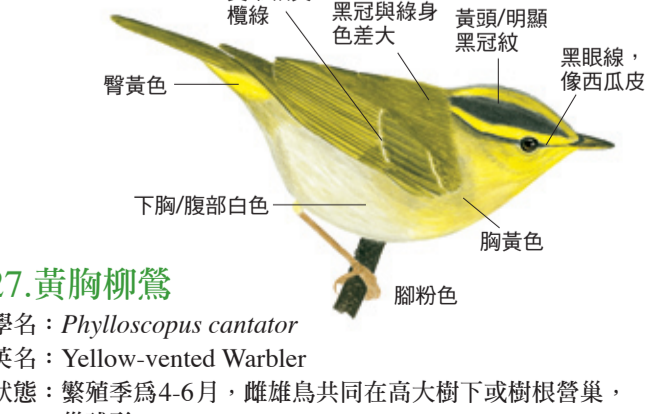 欖綠
黑冠與綠身
色差大
黃頭/明顯
黑冠紋
黑眼線，
像西瓜皮
臀黃色
下胸/腹部白色
胸黃色
腳粉色
27.黃胸柳鶯
學名：Phylloscopus cantator
英名：Yellow-vented Warbler
狀態：繁殖季爲4-6月，雌雄鳥共同在高大樹下或樹根營巢，